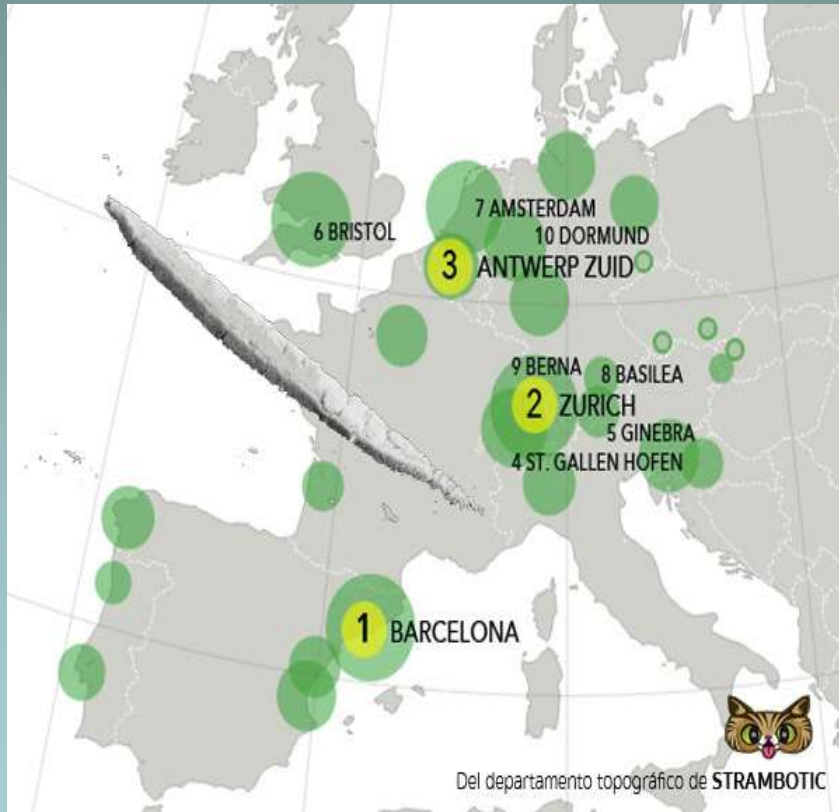 7 AMSTERDAM
6 BRISTOL
10 DORMUND
3 ANTWERP ZUID
9 BERNA
8 BASILEA
2 ZURICH
5 GINEBRA
4 ST. GALLEN HOFEN
1 BARCELONA
Del departamento topográfico de STRAMBOTIC